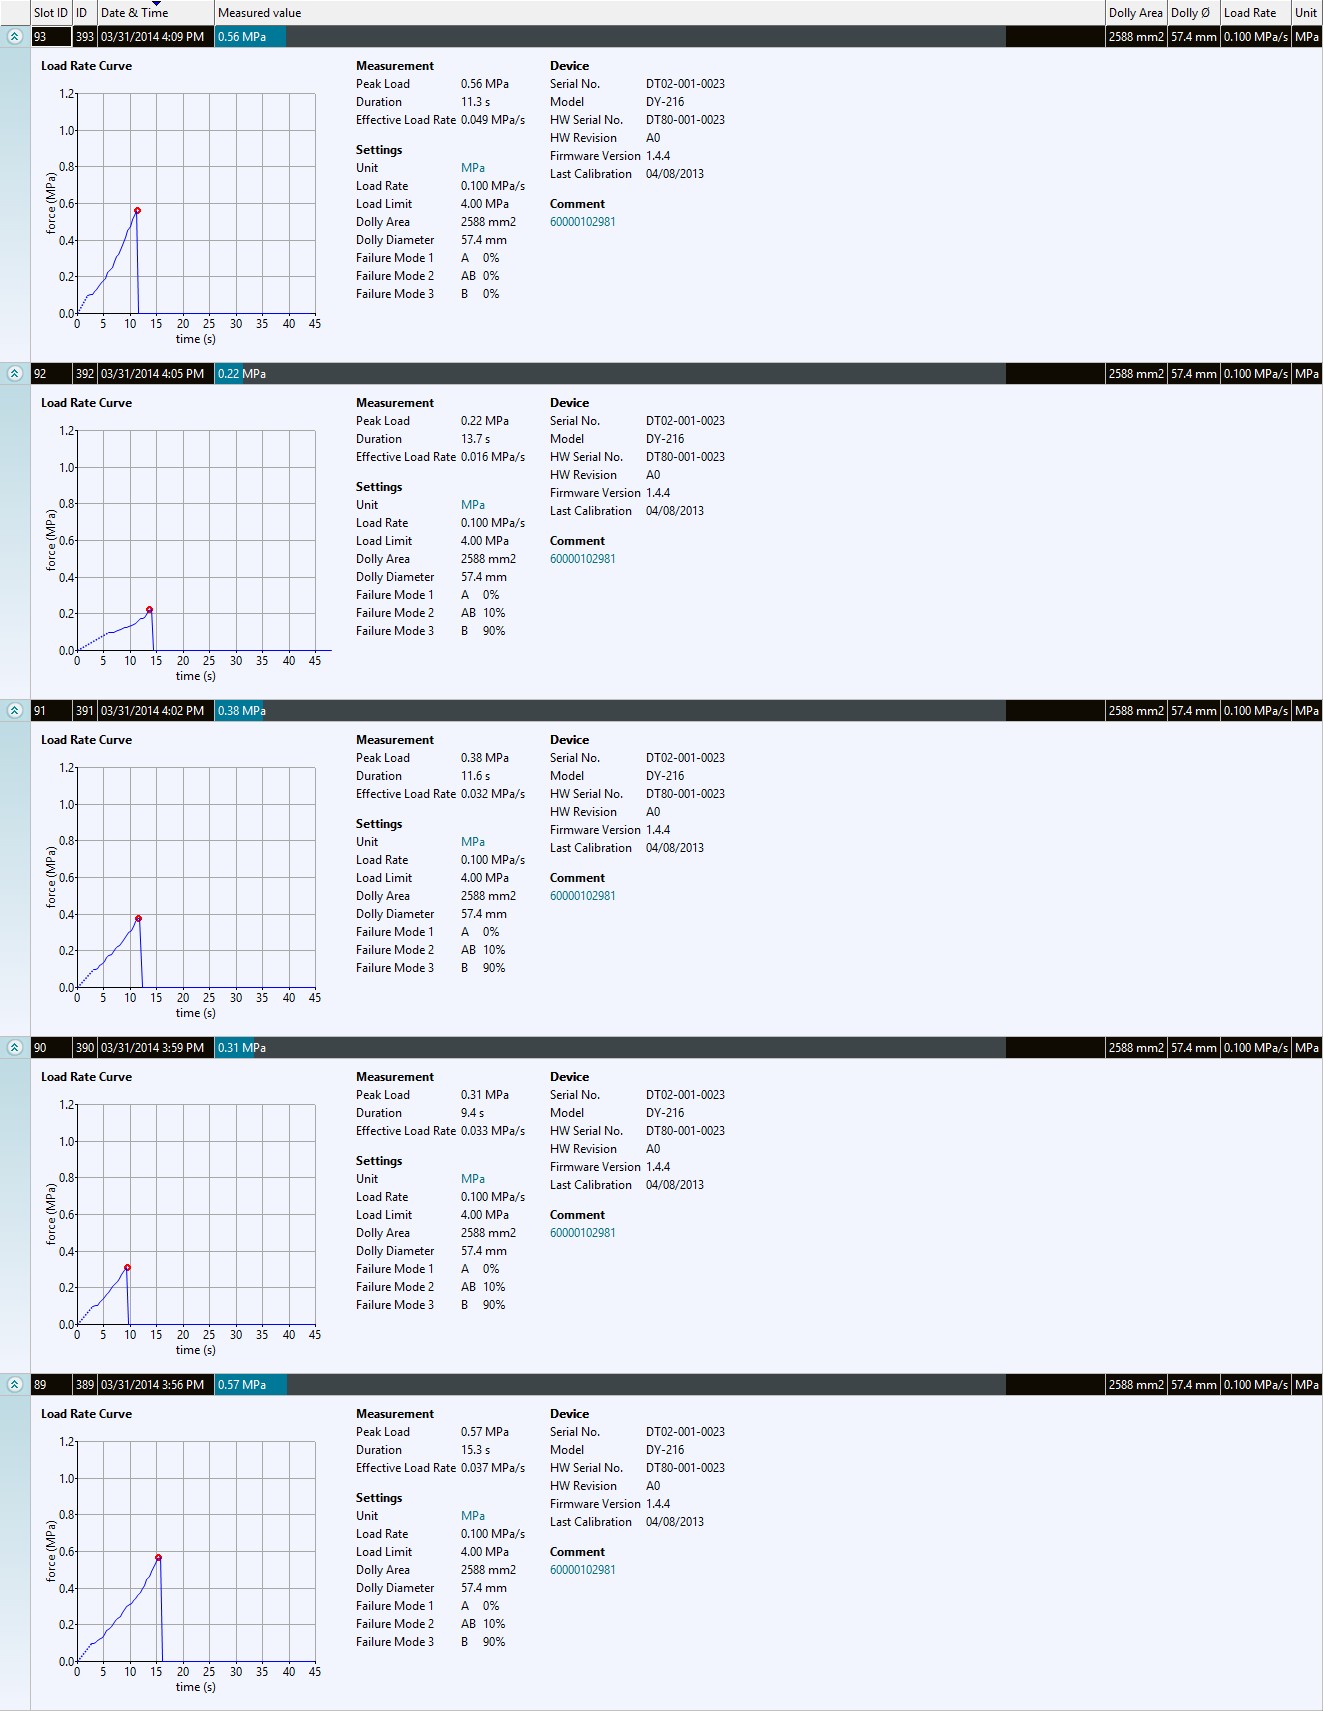 Slot ID ID Date & Time Measured value Dolly Area Dolly Ø Load Rate Unit
93 393 03/31/2014 4:09 PM 0.56 MPa 2588 mm2 57.4 mm 0.100 MPa/s MPa
Load Rate Curve Measurement Device
Peak Load 0.56 MPa Serial No. DT02-001-0023
Duration 11.3 s Model DY-216
Effective Load Rate 0.049 MPa/s HW Serial No. DT80-001-0023
HW Revision A0
Settings Firmware Version 1.4.4
Unit MPa Last Calibration 04/08/2013
Load Rate 0.100 MPa/s
Load Limit 4.00 MPa Comment
Dolly Area 2588 mm2 60000102981
Dolly Diameter 57.4 mm
Failure Mode 1 A 0%
Failure Mode 2 AB 0%
Failure Mode 3 B 0%
1.2
1.0
0.8
0.6
0.4
0.2
0.0
force (MPa)
0 5 10 15 20 25 30 35 40 45
time (s)
92 392 03/31/2014 4:05 PM 0.22 MPa 2588 mm2 57.4 mm 0.100 MPa/s MPa
Load Rate Curve Measurement Device
Peak Load 0.22 MPa Serial No. DT02-001-0023
Duration 13.7 s Model DY-216
Effective Load Rate 0.016 MPa/s HW Serial No. DT80-001-0023
HW Revision A0
Settings Firmware Version 1.4.4
Unit MPa Last Calibration 04/08/2013
Load Rate 0.100 MPa/s
Load Limit 4.00 MPa Comment
Dolly Area 2588 mm2 60000102981
Dolly Diameter 57.4 mm
Failure Mode 1 A 0%
Failure Mode 2 AB 10%
Failure Mode 3 B 90%
1.2
1.0
0.8
0.6
0.4
0.2
0.0
force (MPa)
0 5 10 15 20 25 30 35 40 45
time (s)
91 391 03/31/2014 4:02 PM 0.38 MPa 2588 mm2 57.4 mm 0.100 MPa/s MPa
Load Rate Curve Measurement Device
Peak Load 0.38 MPa Serial No. DT02-001-0023
Duration 11.6 s Model DY-216
Effective Load Rate 0.032 MPa/s HW Serial No. DT80-001-0023
HW Revision A0
Settings Firmware Version 1.4.4
Unit MPa Last Calibration 04/08/2013
Load Rate 0.100 MPa/s
Load Limit 4.00 MPa Comment
Dolly Area 2588 mm2 60000102981
Dolly Diameter 57.4 mm
Failure Mode 1 A 0%
Failure Mode 2 AB 10%
Failure Mode 3 B 90%
1.2
1.0
0.8
0.6
0.4
0.2
0.0
force (MPa)
0 5 10 15 20 25 30 35 40 45
time (s)
90 390 03/31/2014 3:59 PM 0.31 MPa 2588 mm2 57.4 mm 0.100 MPa/s MPa
Load Rate Curve Measurement Device
Peak Load 0.31 MPa Serial No. DT02-001-0023
Duration 9.4 s Model DY-216
Effective Load Rate 0.033 MPa/s HW Serial No. DT80-001-0023
HW Revision A0
Settings Firmware Version 1.4.4
Unit MPa Last Calibration 04/08/2013
Load Rate 0.100 MPa/s
Load Limit 4.00 MPa Comment
Dolly Area 2588 mm2 60000102981
Dolly Diameter 57.4 mm
Failure Mode 1 A 0%
Failure Mode 2 AB 10%
Failure Mode 3 B 90%
1.2
1.0
0.8
0.6
0.4
0.2
0.0
force (MPa)
0 5 10 15 20 25 30 35 40 45
time (s)
89 389 03/31/2014 3:56 PM 0.57 MPa 2588 mm2 57.4 mm 0.100 MPa/s MPa
Load Rate Curve Measurement Device
Peak Load 0.57 MPa Serial No. DT02-001-0023
Duration 15.3 s Model DY-216
Effective Load Rate 0.037 MPa/s HW Serial No. DT80-001-0023
HW Revision A0
Settings Firmware Version 1.4.4
Unit MPa Last Calibration 04/08/2013
Load Rate 0.100 MPa/s
Load Limit 4.00 MPa Comment
Dolly Area 2588 mm2 60000102981
Dolly Diameter 57.4 mm
Failure Mode 1 A 0%
Failure Mode 2 AB 10%
Failure Mode 3 B 90%
1.2
1.0
0.8
0.6
0.4
0.2
0.0
force (MPa)
0 5 10 15 20 25 30 35 40 45
time (s)